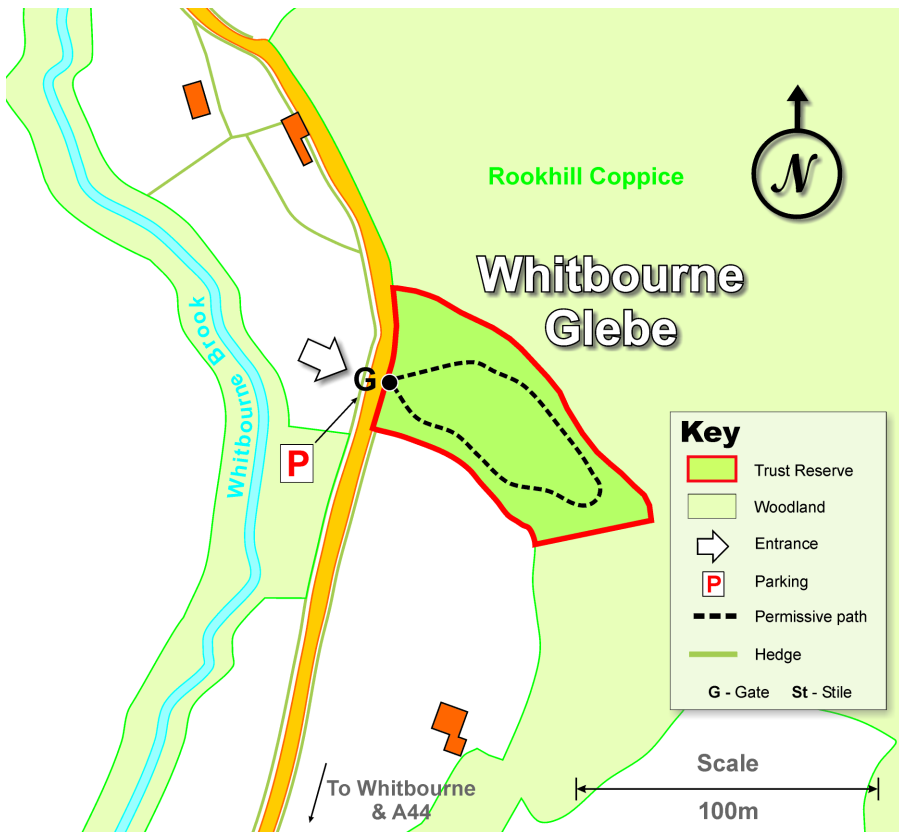 N
Rookhill Coppice
Whitbourne
Glebe
Whitbourne Brook
G
P
Key
Trust Reserve
Woodland
Entrance
P Parking
Permissive path
Hedge
G - Gate St - Stile
To Whitbourne
& A44
Scale
100m